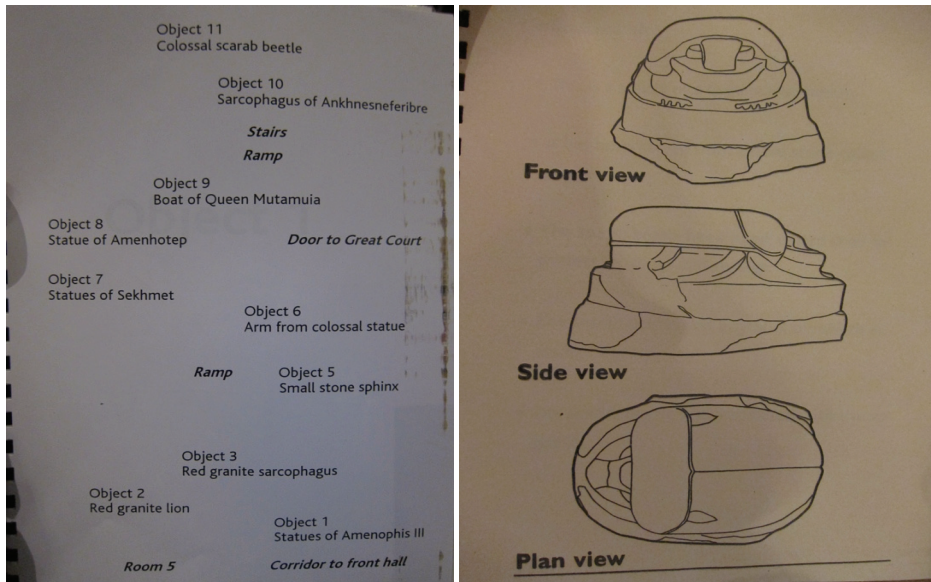 Object 11
Colossal scarab beetle
Object 10
Sarcophagus of Ankhnesneferibre
Stairs
Ramp
Object 9
Boat of Queen Mutamuia
Object 8
Statue of Amenhotep
Door to Great Court
Object 7
Statues of Sekhmet
Object 6
Arm from colossal statue
Ramp
Object 5
Small stone sphinx
Object 3
Red granite sarcophagus
Object 2
Red granite lion
Object 1
Statues of Amenophis III
Room 5
Corridor to front hall
Front view
Side view
Plan view